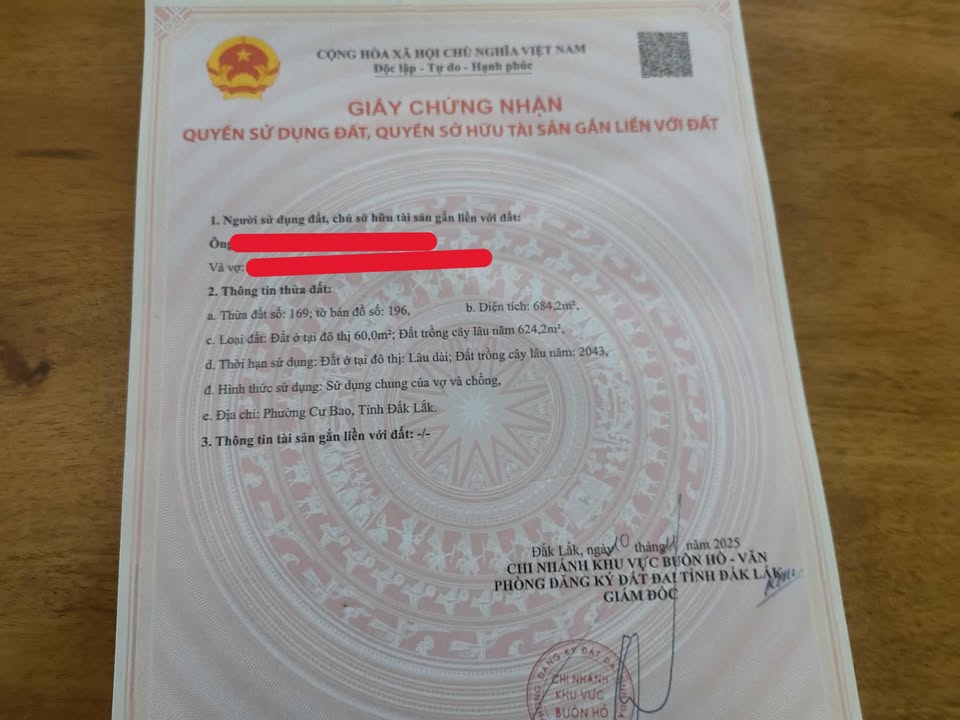 CỘNG HÒA XÃ HỘI CHỦ NGHĨA VIỆT NAM
Độc lập - Tự do - Hạnh phúc
GIẤY CHỨNG NHẬN
QUYỀN SỬ DỤNG ĐẤT, QUYỀN SỞ HỮU TÀI SẢN GẮN LIỀN VỚI ĐẤT
1. Người sử dụng đất, chủ sở hữu tài sản gắn liền với đất:
Ông
Và vợ:
2. Thông tin thửa đất:
a. Thửa đất số: 169; tờ bản đồ số: 196, b. Diện tích: 684,2m²,
c. Loại đất: Đất ở tại đô thị 60,0m²; Đất trồng cây lâu năm 624,2m²,
d. Thời hạn sử dụng: Đất ở tại đô thị: Lâu dài; Đất trồng cây lâu năm: 2043,
đ. Hình thức sử dụng: Sử dụng chung của vợ và chồng,
e. Địa chỉ: Phường Cư Bao, Tỉnh Đắk Lắk.
3. Thông tin tài sản gắn liền với đất: -/-
Đắk Lắk, ngày 10 tháng năm 2025
CHI NHÁNH KHU VỰC BUÔN HỒ - VĂN
PHÒNG ĐĂNG KÝ ĐẤT ĐAI TỈNH ĐẮK LẮK
GIÁM ĐỐC
PHÒNG ĐĂNG KÝ ĐẤT ĐAI
CHI NHÁNH
KHU VỰC
BUÔN HỒ